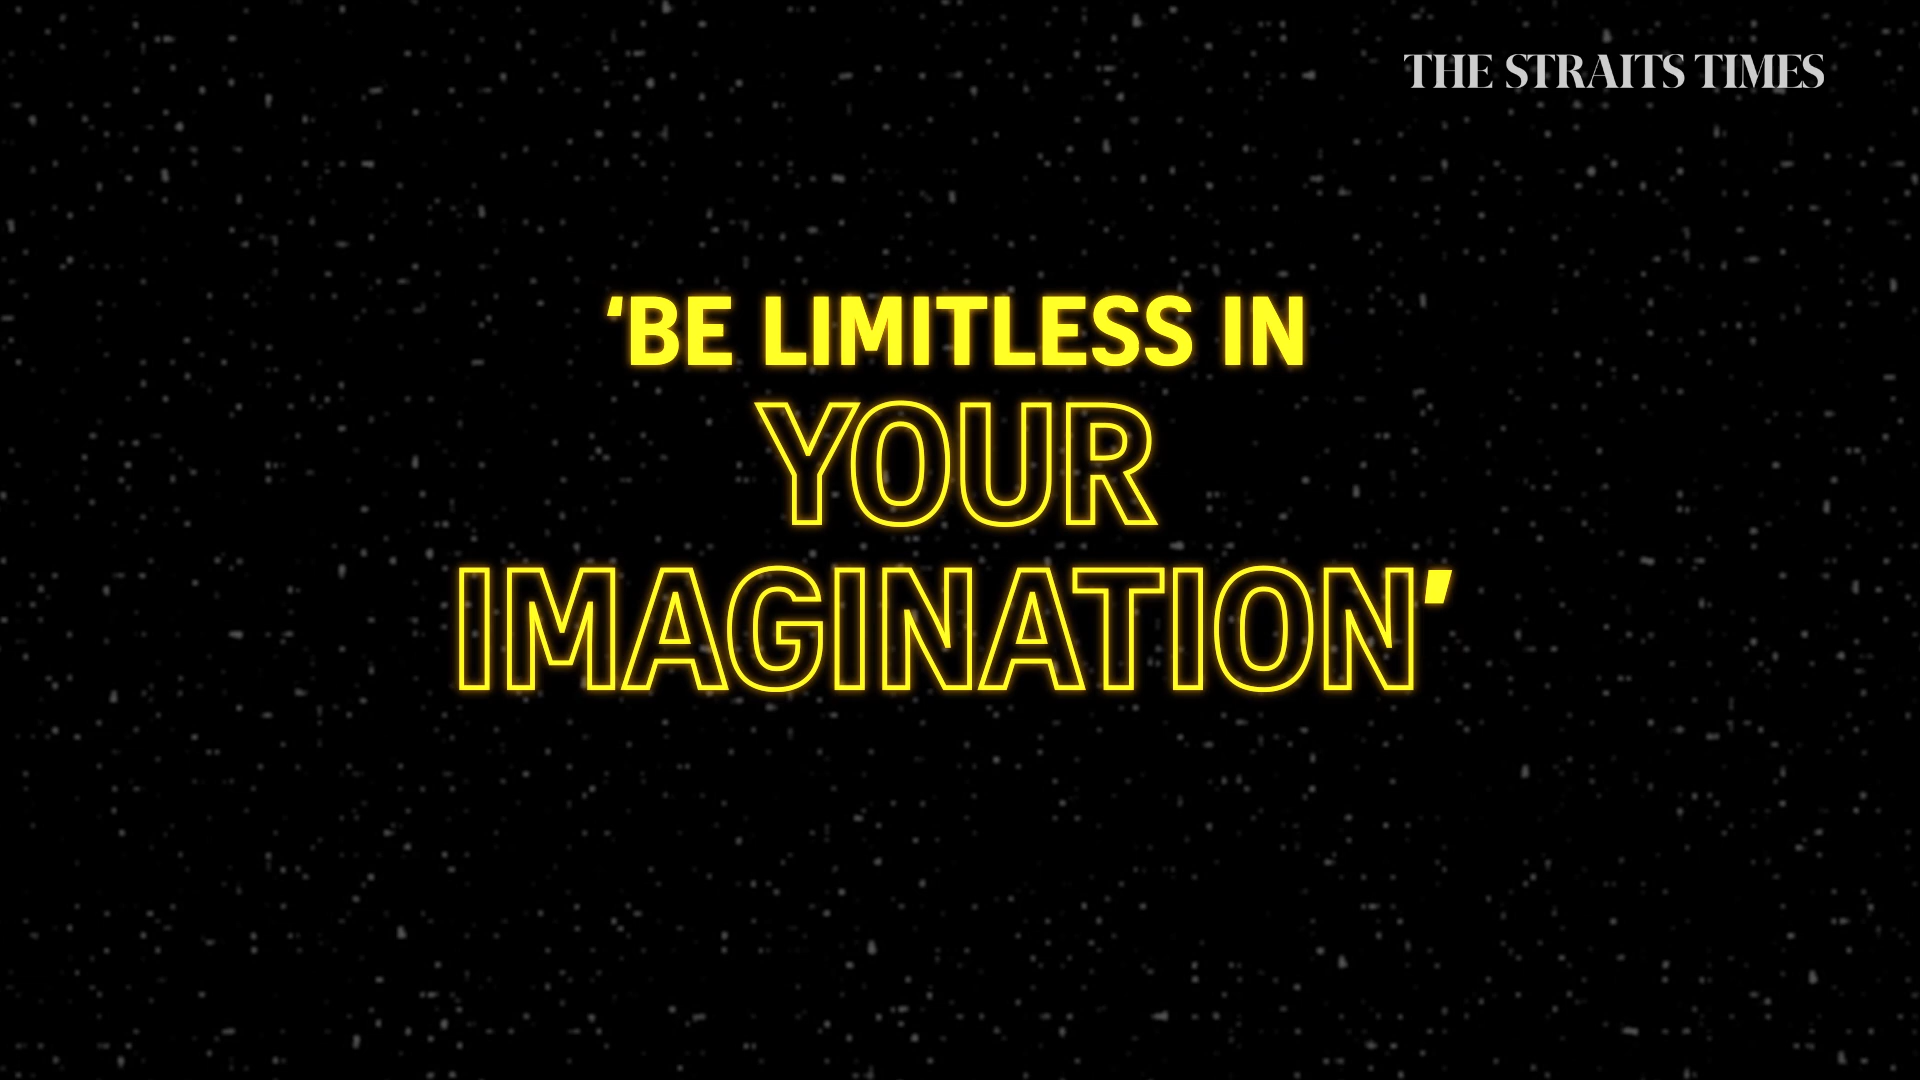 THE STRAITS TIMES
‘BE LIMITLESS IN
YOUR
IMAGINATION’